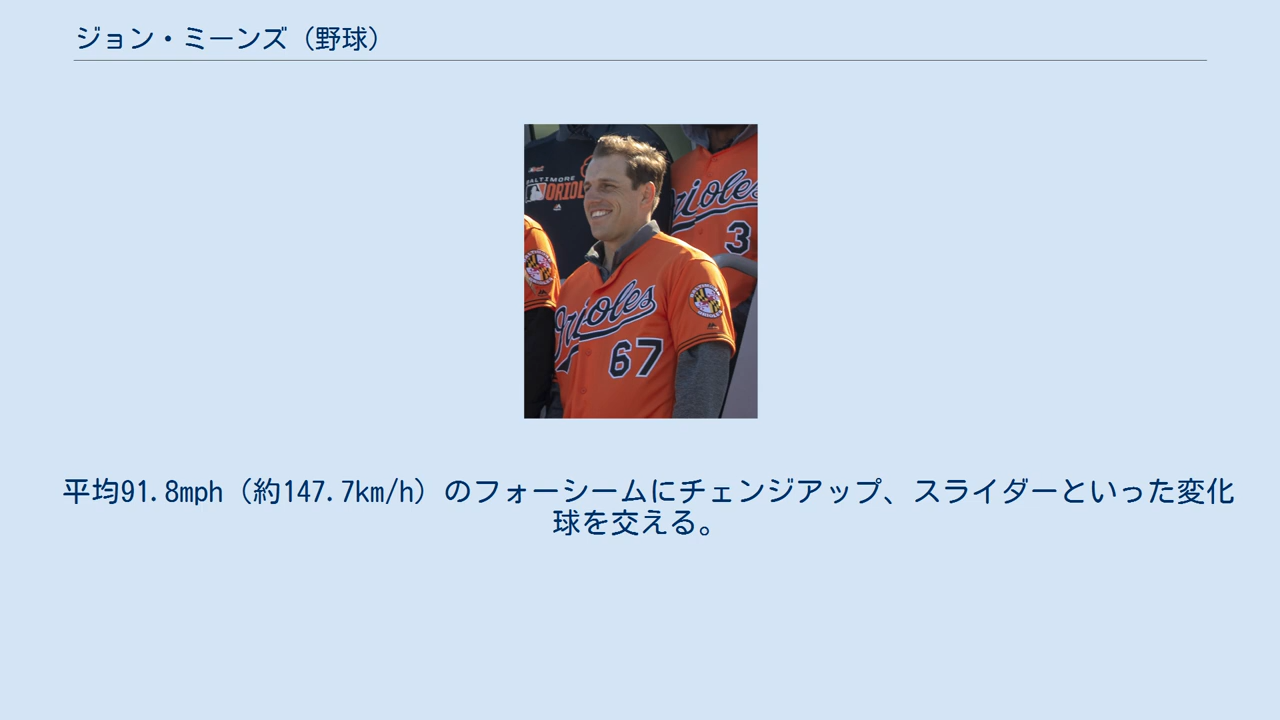 ジョン・ミーンズ（野球）
BALTIMORE
ORIOL
Orioles
3
Orioles
67
平均91.8mph（約147.7km/h）のフォーシームにチェンジアップ、スライダーといった変化
球を交える。